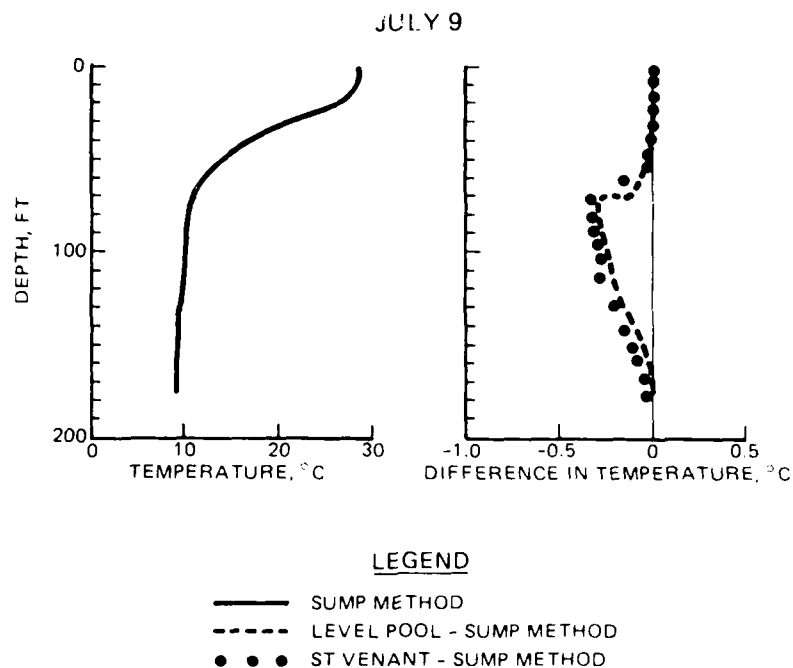 JULY 9
DEPTH, FT
0
100
200
0 10 20 30
TEMPERATURE, °C
-1.0 -0.5 0 0.5
DIFFERENCE IN TEMPERATURE, °C
LEGEND
SUMP METHOD
LEVEL POOL - SUMP METHOD
ST VENANT - SUMP METHOD